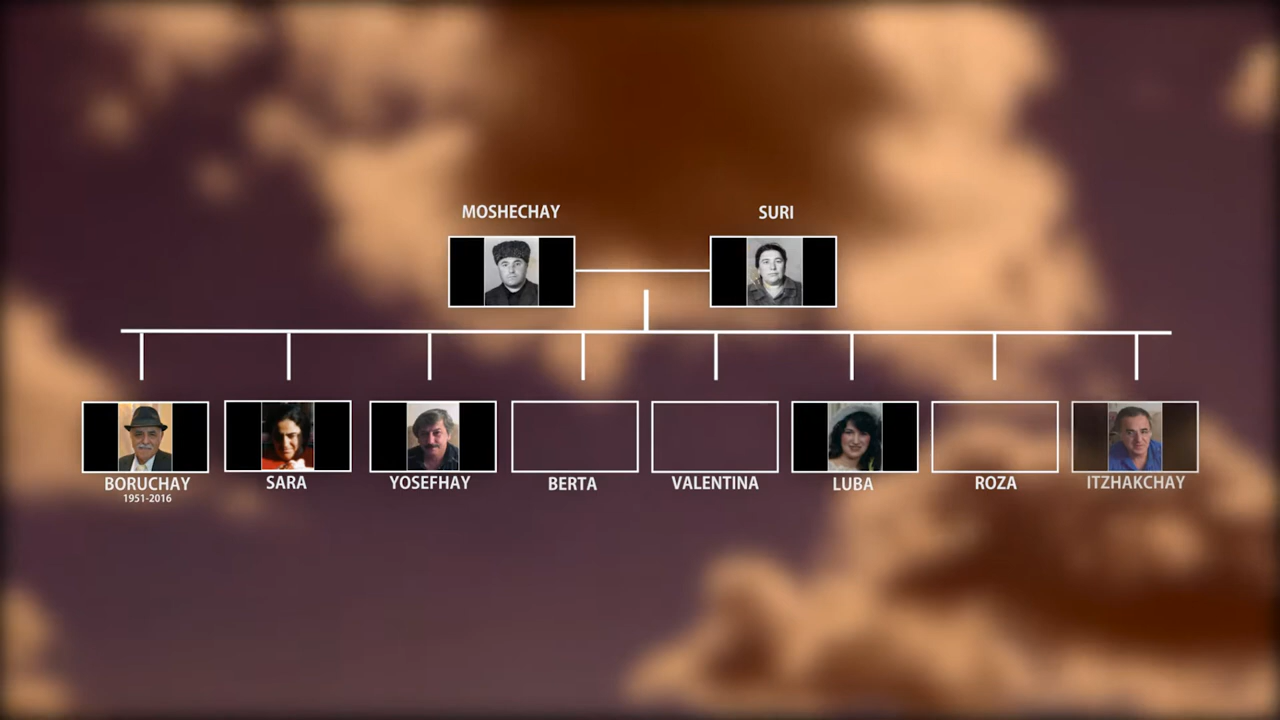 MOSHECHAY
SURI
BORUCHAY
1951-2016
SARA
YOSEFHAY
BERTA
VALENTINA
LUBA
ROZA
ITZHAKCHAY